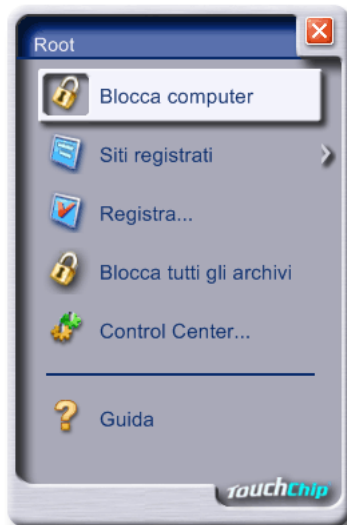 Root
Blocca computer
Siti registrati
Registra...
Blocca tutti gli archivi
Control Center...
Guida
TouchChip